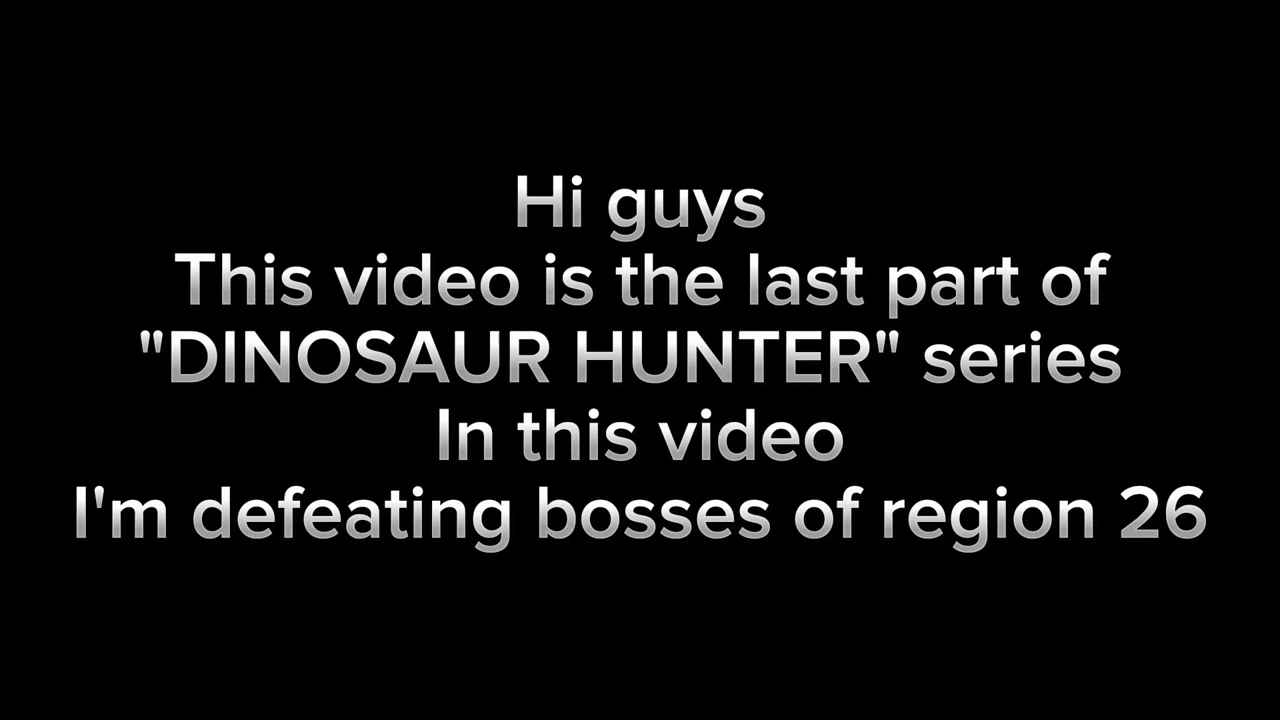 Hi guys
This video is the last part of
"DINOSAUR HUNTER" series
In this video
I'm defeating bosses of region 26